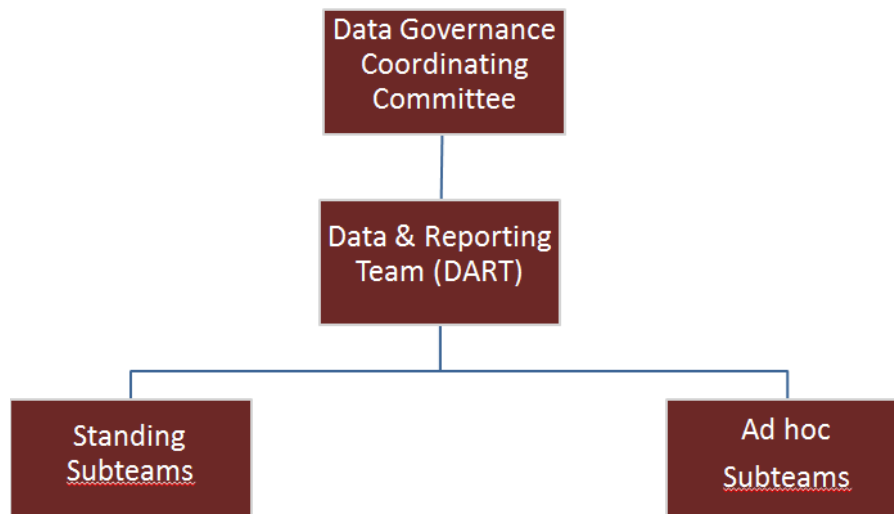 Data Governance
Coordinating
Committee
Data & Reporting
Team (DART)
Standing
Subteams
Ad hoc
Subteams